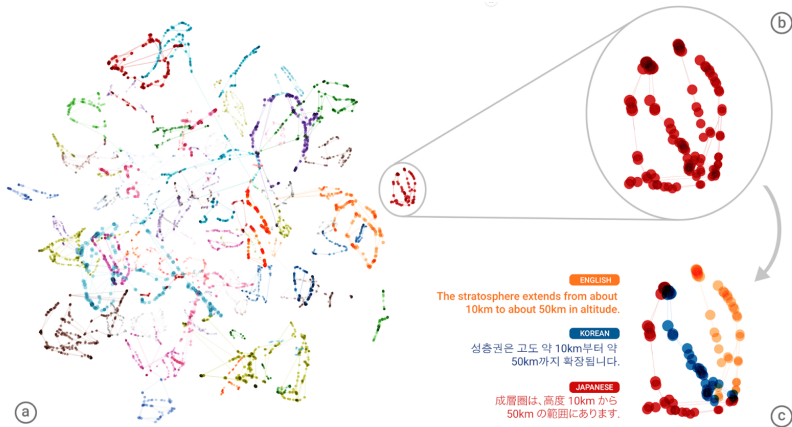 b
ENGLISH
The stratosphere extends from about
10km to about 50km in altitude.
KOREAN
성층권은 고도 약 10km부터 약
50km까지 확장됩니다.
JAPANESE
成層圏は、高度 10km から
50km の範囲にあります。
a
c